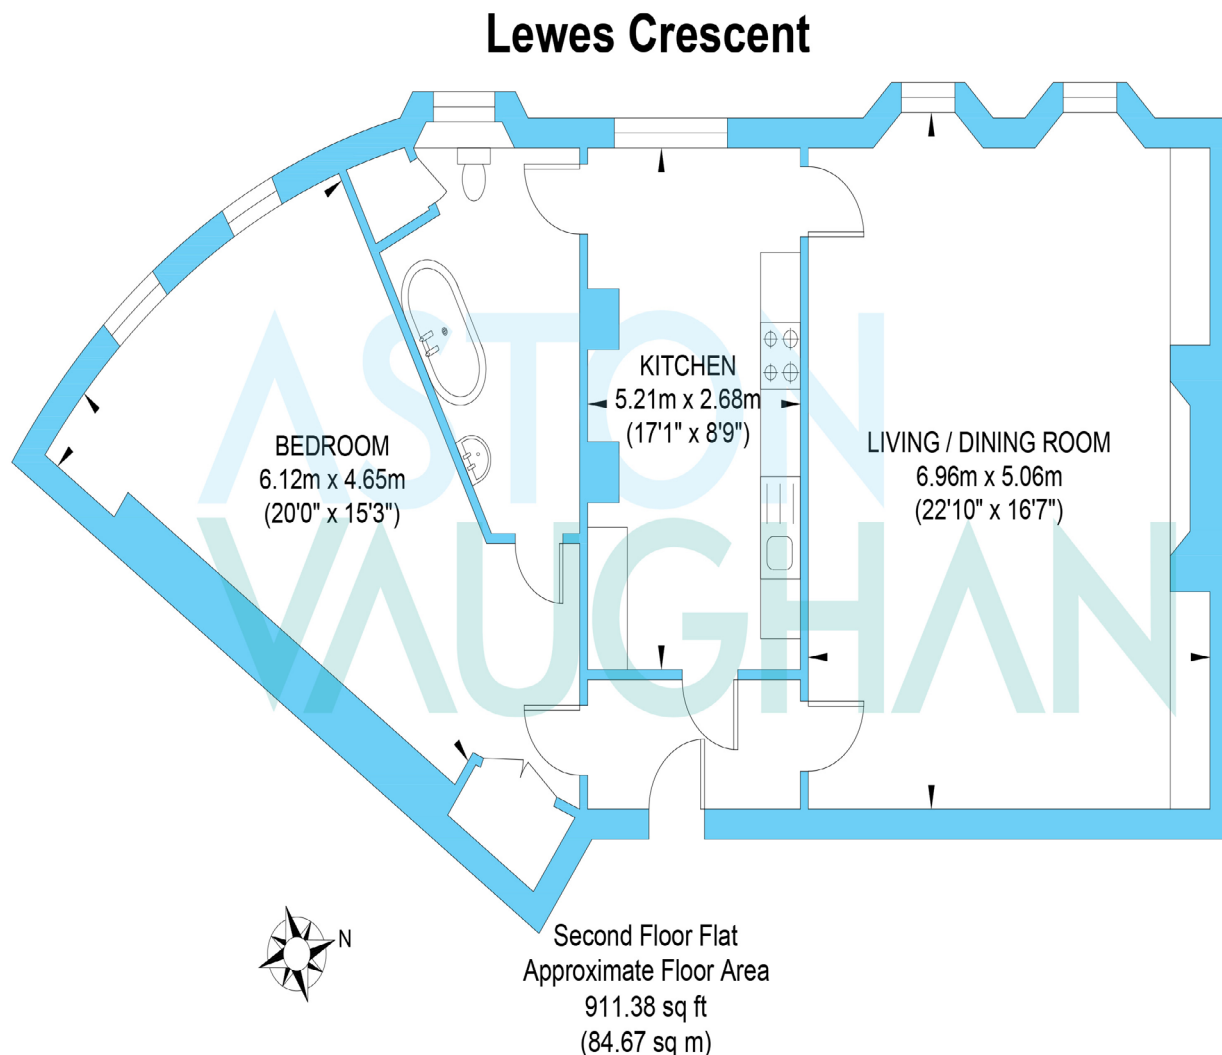 Lewes Crescent
ASTON
VAUGHAN
KITCHEN
5.21m x 2.68m
(17'1" x 8'9")
BEDROOM
6.12m x 4.65m
(20'0" x 15'3")
LIVING / DINING ROOM
6.96m x 5.06m
(22'10" x 16'7")
N
Second Floor Flat
Approximate Floor Area
911.38 sq ft
(84.67 sq m)